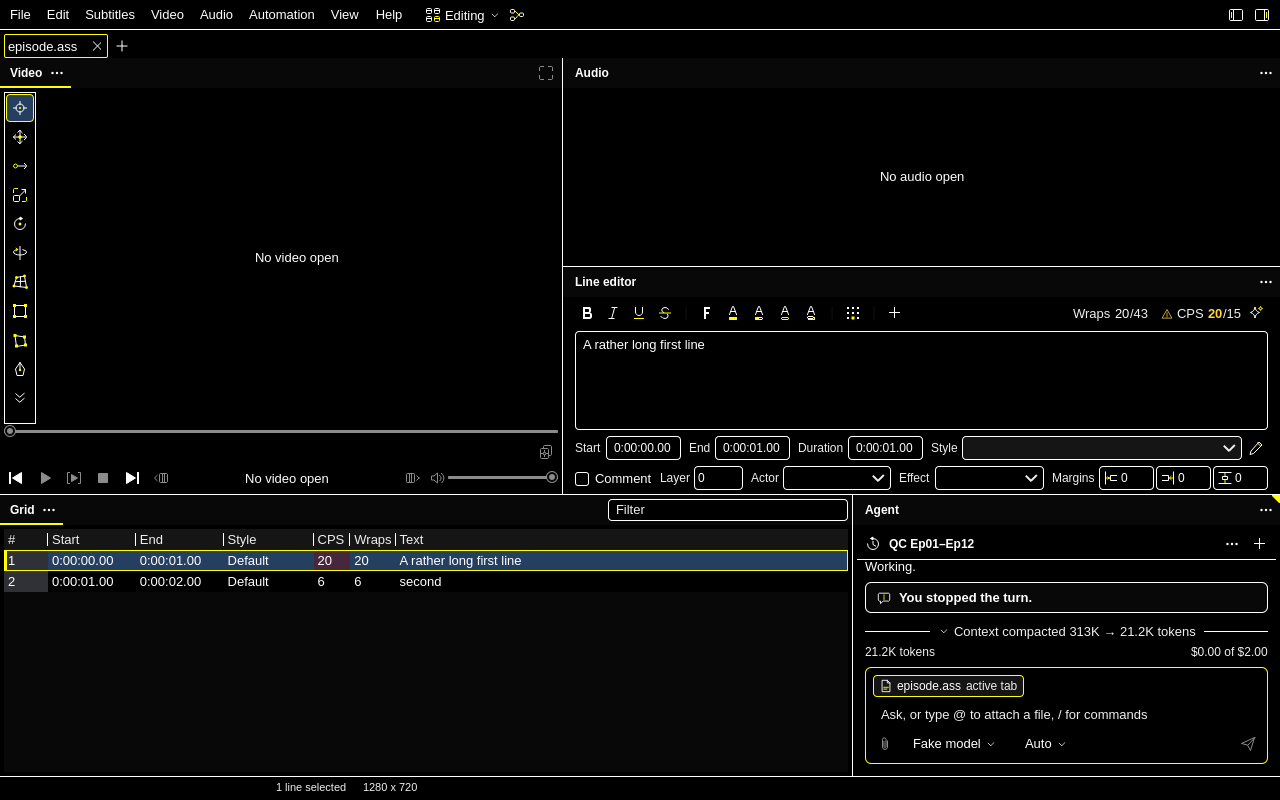 File Edit Subtitles Video Audio Automation View Help Editing
episode.ass
Video
Audio
No video open
No audio open
Line editor
B I U S F A A A A Wraps 20/43 CPS 20/15
A rather long first line
Start 0:00:00.00 End 0:00:01.00 Duration 0:00:01.00 Style
Comment Layer 0 Actor Effect Margins 0 0 0
No video open
Grid
Filter
# Start End Style CPS Wraps Text
1 0:00:00.00 0:00:01.00 Default 20 20 A rather long first line
2 0:00:01.00 0:00:02.00 Default 6 6 second
Agent
QC Ep01–Ep12
Working.
You stopped the turn.
Context compacted 313K → 21.2K tokens
21.2K tokens $0.00 of $2.00
episode.ass active tab
Ask, or type @ to attach a file, / for commands
Fake model Auto
1 line selected 1280 x 720